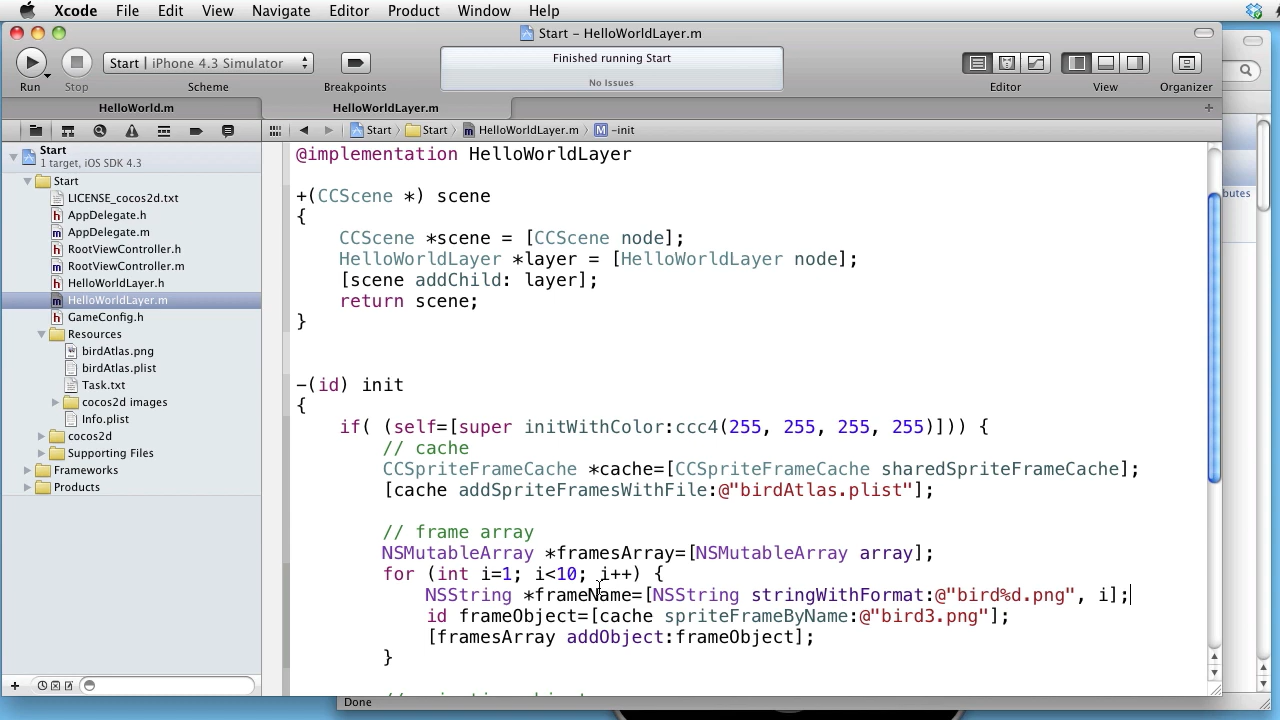 Xcode File Edit View Navigate Editor Product Window Help
Start – HelloWorldLayer.m
Start | iPhone 4.3 Simulator
Finished running Start
No Issues
Run Stop Scheme Breakpoints Editor View Organizer
HelloWorld.m HelloWorldLayer.m
Start Start HelloWorldLayer.m M -init
Start
1 target, iOS SDK 4.3
Start
LICENSE_cocos2d.txt
AppDelegate.h
AppDelegate.m
RootViewController.h
RootViewController.m
HelloWorldLayer.h
HelloWorldLayer.m
GameConfig.h
Resources
birdAtlas.png
birdAtlas.plist
Task.txt
cocos2d images
Info.plist
cocos2d
Supporting Files
Frameworks
Products
@implementation HelloWorldLayer
+(CCScene *) scene
{
CCScene *scene = [CCScene node];
HelloWorldLayer *layer = [HelloWorldLayer node];
[scene addChild: layer];
return scene;
}
-(id) init
{
if( (self=[super initWithColor:ccc4(255, 255, 255, 255)])) {
// cache
CCSpriteFrameCache *cache=[CCSpriteFrameCache sharedSpriteFrameCache];
[cache addSpriteFramesWithFile:@"birdAtlas.plist"];
// frame array
NSMutableArray *framesArray=[NSMutableArray array];
for (int i=1; i<10; i++) {
NSString *frameName=[NSString stringWithFormat:@"bird%d.png", i];
id frameObject=[cache spriteFrameByName:@"bird3.png"];
[framesArray addObject:frameObject];
}
butes
Done